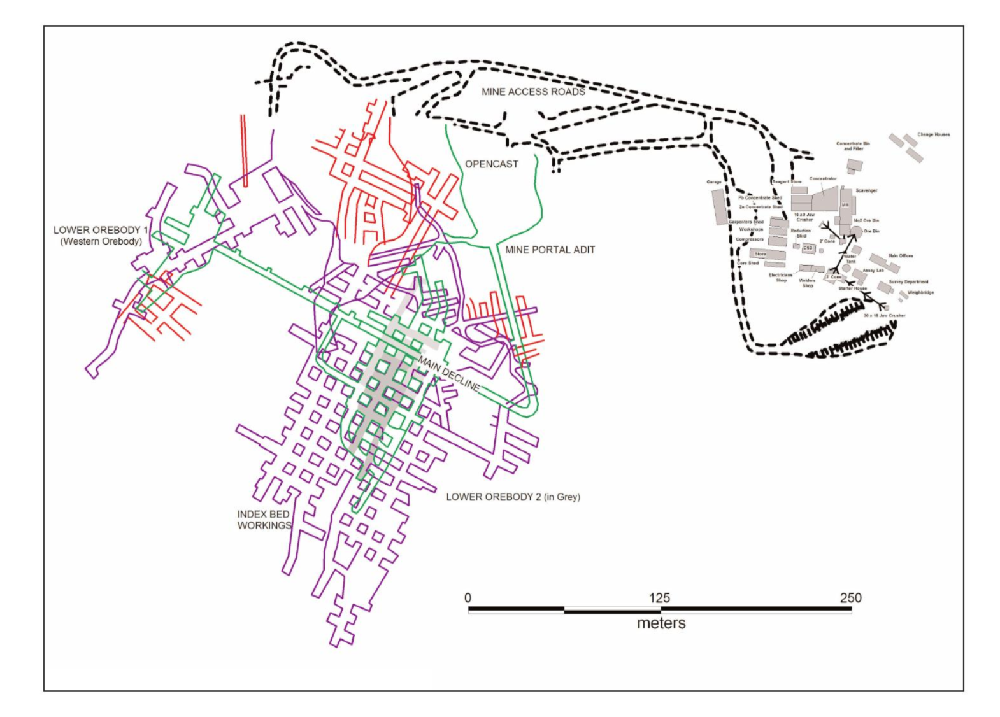 MINE ACCESS ROADS
Change Houses
Concentrate Bin
and Filter
OPENCAST
Garage
Reagent Store
Concentrator
Scavenger
Pb Concentrate Shed
Zn Concentrate Shed
Mill
16 x 9 Jaw
Crusher
No2 Ore Bin
Carpenters Shed
Workshops
Compressors
Reduction
Shed
Ore Bin
2' Cone
ESB
LOWER OREBODY 1
(Western Orebody)
MINE PORTAL ADIT
Store
Core Shed
Water
Tank
Main Offices
Assay Lab
Electricians
Shop
Welders
Shop
3' Cone
Starter House
Survey Department
Weighbridge
30 x 18 Jaw Crusher
MAIN DECLINE
LOWER OREBODY 2 (in Grey)
INDEX BED
WORKINGS
0 125 250
meters